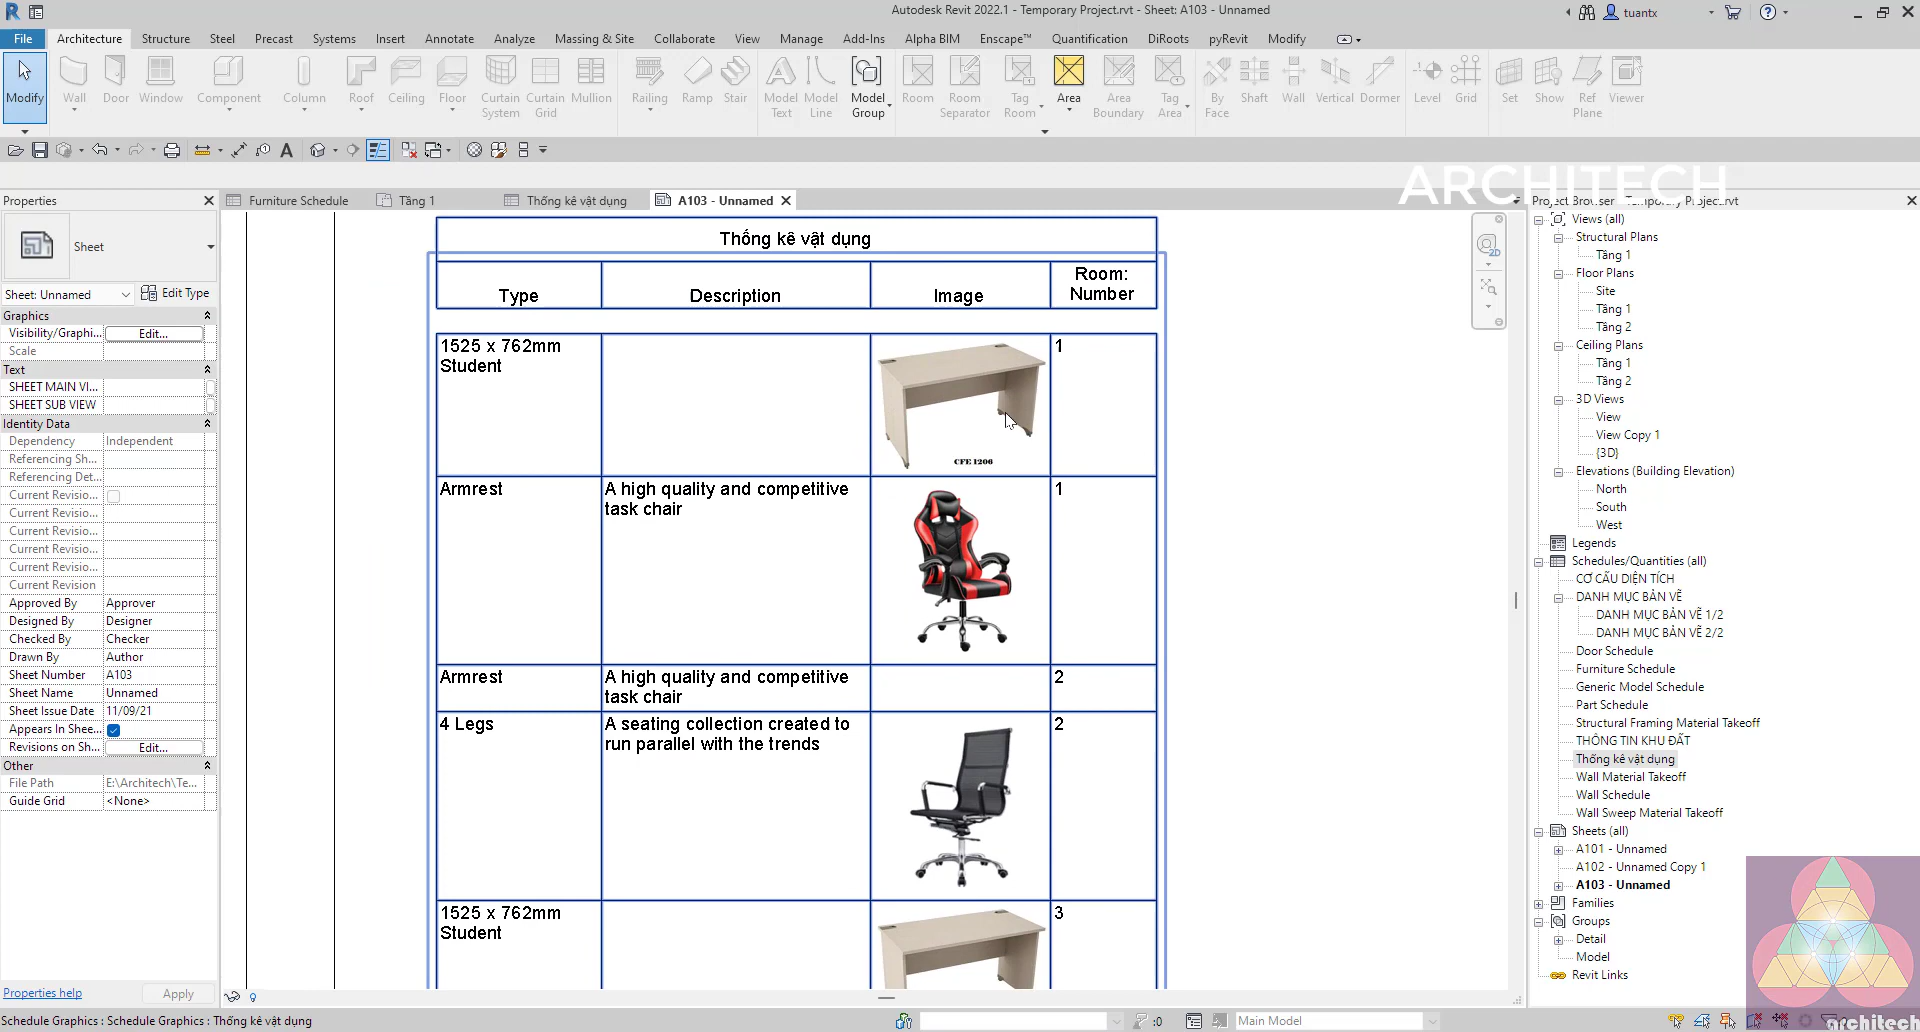 Autodesk Revit 2022.1 - Temporary Project.rvt - Sheet: A103 - Unnamed
tuantx
File Architecture Structure Steel Precast Systems Insert Annotate Analyze Massing & Site Collaborate View Manage Add-Ins Alpha BIM Enscape™ Quantification DiRoots pyRevit Modify
Modify Wall Door Window Component Column Roof Ceiling Floor Curtain System Curtain Grid Mullion Railing Ramp Stair Model Text Model Line Model Group Room Room Separator Tag Room Area Area Boundary Tag Area By Face Shaft Wall Vertical Dormer Level Grid Set Show Ref Plane Viewer
ARCHITECH
Properties
Furniture Schedule
Tầng 1
Thống kê vật dụng
A103 - Unnamed
Project Browser - Temporary Project.rvt
Sheet
Sheet: Unnamed
Edit Type
Graphics
Visibility/Graphi... Edit...
Scale
Text
SHEET MAIN VI...
SHEET SUB VIEW
Identity Data
Dependency Independent
Referencing Sh...
Referencing Det...
Current Revisio...
Current Revisio...
Current Revisio...
Current Revisio...
Current Revisio...
Current Revision
Approved By Approver
Designed By Designer
Checked By Checker
Drawn By Author
Sheet Number A103
Sheet Name Unnamed
Sheet Issue Date 11/09/21
Appears In Shee...
Revisions on Sh... Edit...
Other
File Path E:\Architech\Te...
Guide Grid <None>
Properties help
Apply
Thống kê vật dụng
Type Description Image Room: Number
1525 x 762mm
Student
CFE 1206
1
Armrest
A high quality and competitive
task chair
1
Armrest
A high quality and competitive
task chair
2
4 Legs
A seating collection created to
run parallel with the trends
2
1525 x 762mm
Student
3
2D
Views (all)
Structural Plans
Tầng 1
Floor Plans
Site
Tầng 1
Tầng 2
Ceiling Plans
Tầng 1
Tầng 2
3D Views
View
View Copy 1
{3D}
Elevations (Building Elevation)
North
South
West
Legends
Schedules/Quantities (all)
CƠ CẤU DIỆN TÍCH
DANH MỤC BẢN VẼ
DANH MỤC BẢN VẼ 1/2
DANH MỤC BẢN VẼ 2/2
Door Schedule
Furniture Schedule
Generic Model Schedule
Part Schedule
Structural Framing Material Takeoff
THÔNG TIN KHU ĐẤT
Thống kê vật dụng
Wall Material Takeoff
Wall Schedule
Wall Sweep Material Takeoff
Sheets (all)
A101 - Unnamed
A102 - Unnamed Copy 1
A103 - Unnamed
Families
Groups
Detail
Model
Revit Links
architech
Schedule Graphics : Schedule Graphics : Thống kê vật dụng
:0
Main Model